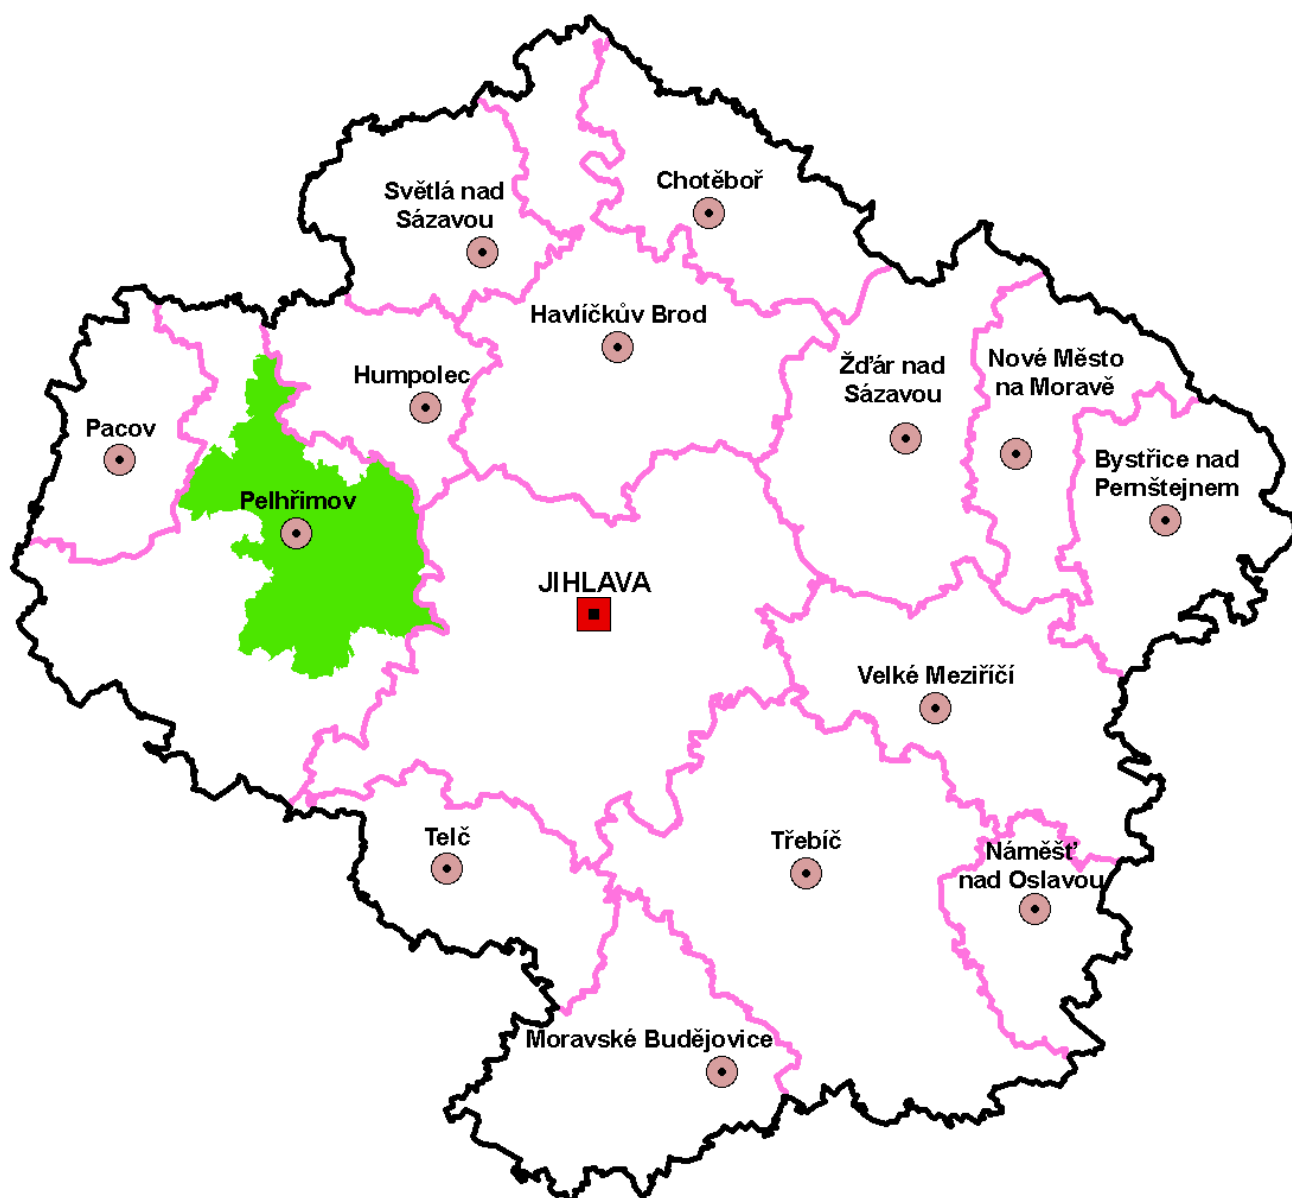 Chotěboř
Světlá nad
Sázavou
Havlíčkův Brod
Žďár nad
Sázavou
Nové Město
na Moravě
Humpolec
Pacov
Bystřice nad
Pernštejnem
Pelhřimov
JIHLAVA
Velké Meziříčí
Telč
Třebíč
Náměšť
nad Oslavou
Moravské Budějovice